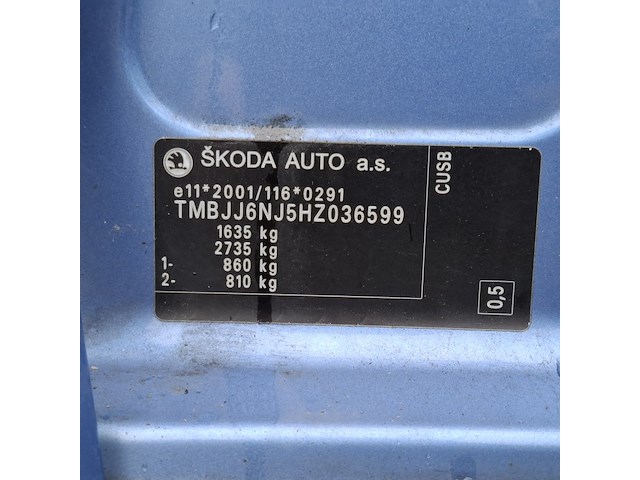 ŠKODA AUTO a.s.
e11*2001/116*0291
TMBJJ6NJ5HZ036599
1635 kg
2735 kg
1- 860 kg
2- 810 kg
CUSB
0,5